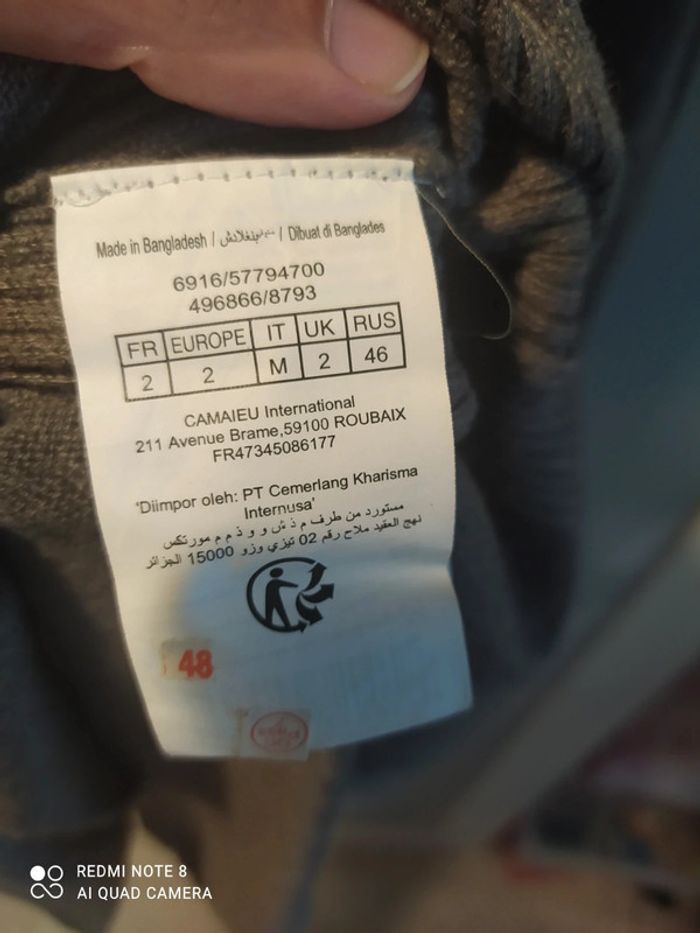 Made in Bangladesh / / Dibuat di Banglades
6916/57794700
496866/8793
FR EUROPE IT UK RUS
2 2 M 2 46
CAMAIEU International
211 Avenue Brame,59100 ROUBAIX
FR47345086177
'Diimpor oleh: PT Cemerlang Kharisma
Internusa'
مستورد من طرف م ذ ش و و ذ م م مورتكس
نهج العقيد ملاح رقم 02 تيزي وزو 15000 الجزائر
48
REDMI NOTE 8
AI QUAD CAMERA